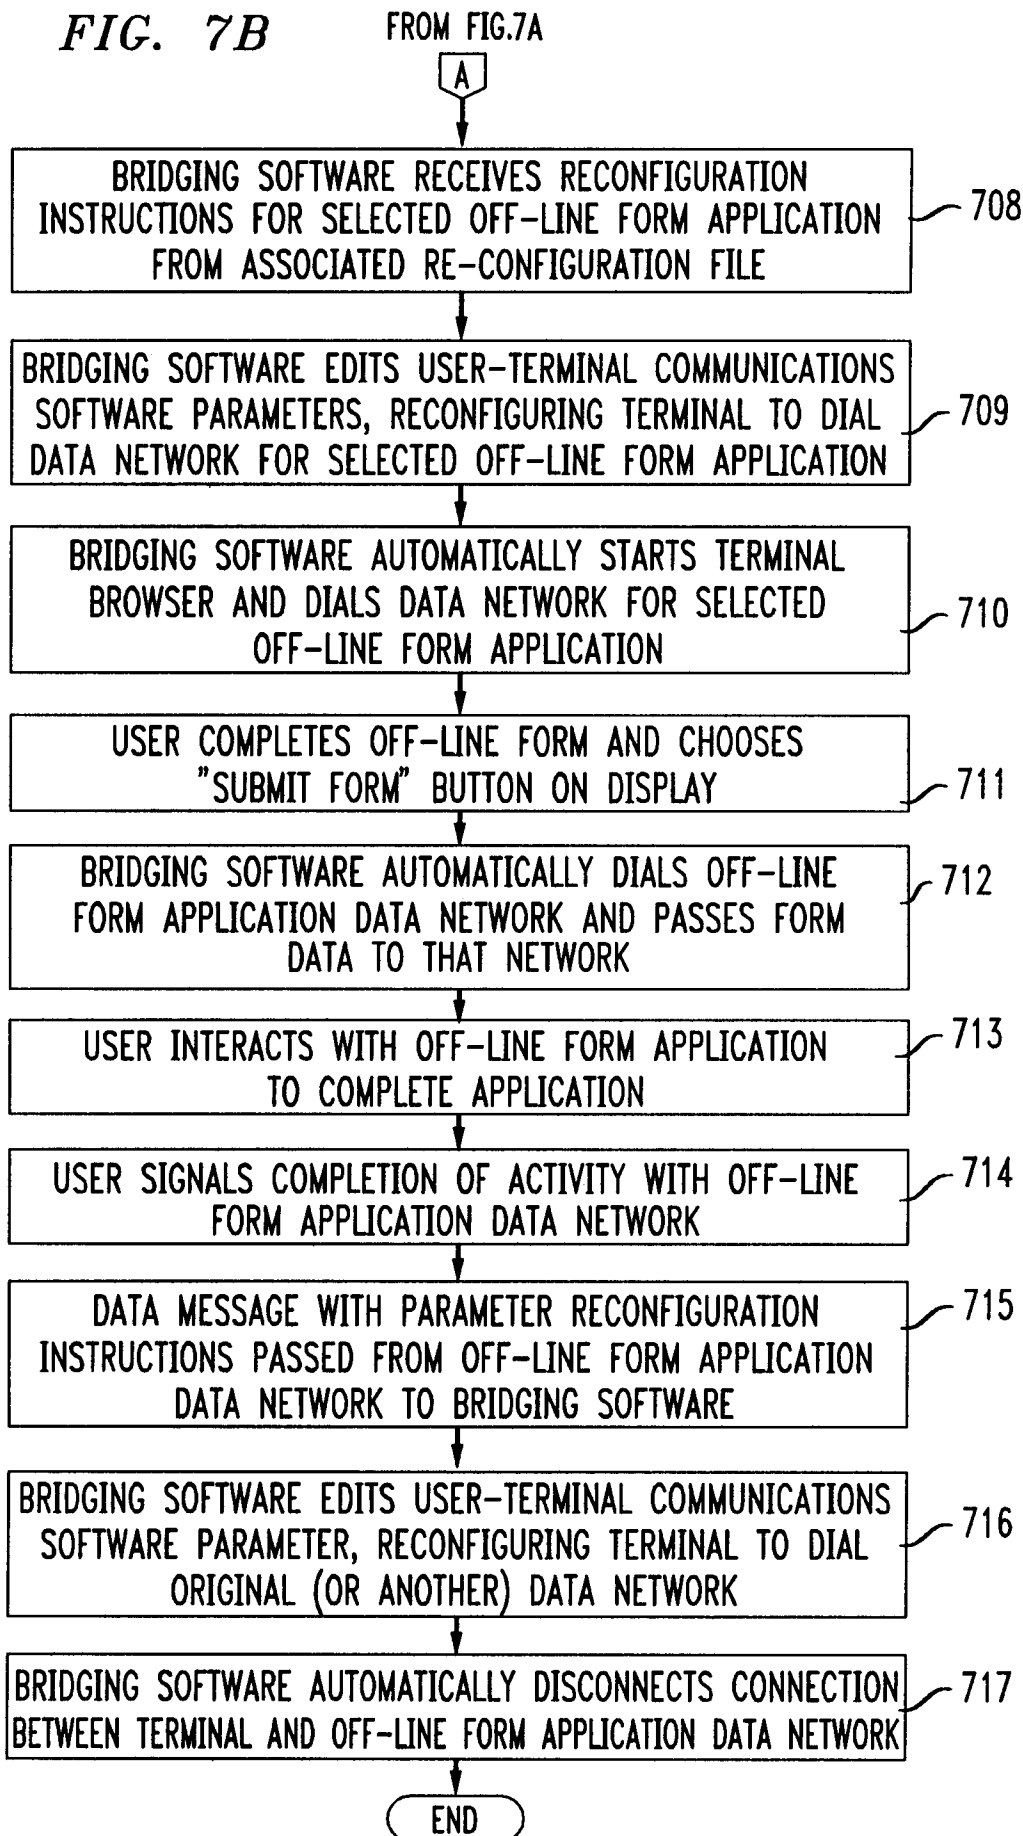 FIG. 7B
FROM FIG.7A
A
BRIDGING SOFTWARE RECEIVES RECONFIGURATION
INSTRUCTIONS FOR SELECTED OFF-LINE FORM APPLICATION
FROM ASSOCIATED RE-CONFIGURATION FILE
708
BRIDGING SOFTWARE EDITS USER-TERMINAL COMMUNICATIONS
SOFTWARE PARAMETERS, RECONFIGURING TERMINAL TO DIAL
DATA NETWORK FOR SELECTED OFF-LINE FORM APPLICATION
709
BRIDGING SOFTWARE AUTOMATICALLY STARTS TERMINAL
BROWSER AND DIALS DATA NETWORK FOR SELECTED
OFF-LINE FORM APPLICATION
710
USER COMPLETES OFF-LINE FORM AND CHOOSES
"SUBMIT FORM" BUTTON ON DISPLAY
711
BRIDGING SOFTWARE AUTOMATICALLY DIALS OFF-LINE
FORM APPLICATION DATA NETWORK AND PASSES FORM
DATA TO THAT NETWORK
712
USER INTERACTS WITH OFF-LINE FORM APPLICATION
TO COMPLETE APPLICATION
713
USER SIGNALS COMPLETION OF ACTIVITY WITH OFF-LINE
FORM APPLICATION DATA NETWORK
714
DATA MESSAGE WITH PARAMETER RECONFIGURATION
INSTRUCTIONS PASSED FROM OFF-LINE FORM APPLICATION
DATA NETWORK TO BRIDGING SOFTWARE
715
BRIDGING SOFTWARE EDITS USER-TERMINAL COMMUNICATIONS
SOFTWARE PARAMETER, RECONFIGURING TERMINAL TO DIAL
ORIGINAL (OR ANOTHER) DATA NETWORK
716
BRIDGING SOFTWARE AUTOMATICALLY DISCONNECTS CONNECTION
BETWEEN TERMINAL AND OFF-LINE FORM APPLICATION DATA NETWORK
717
END